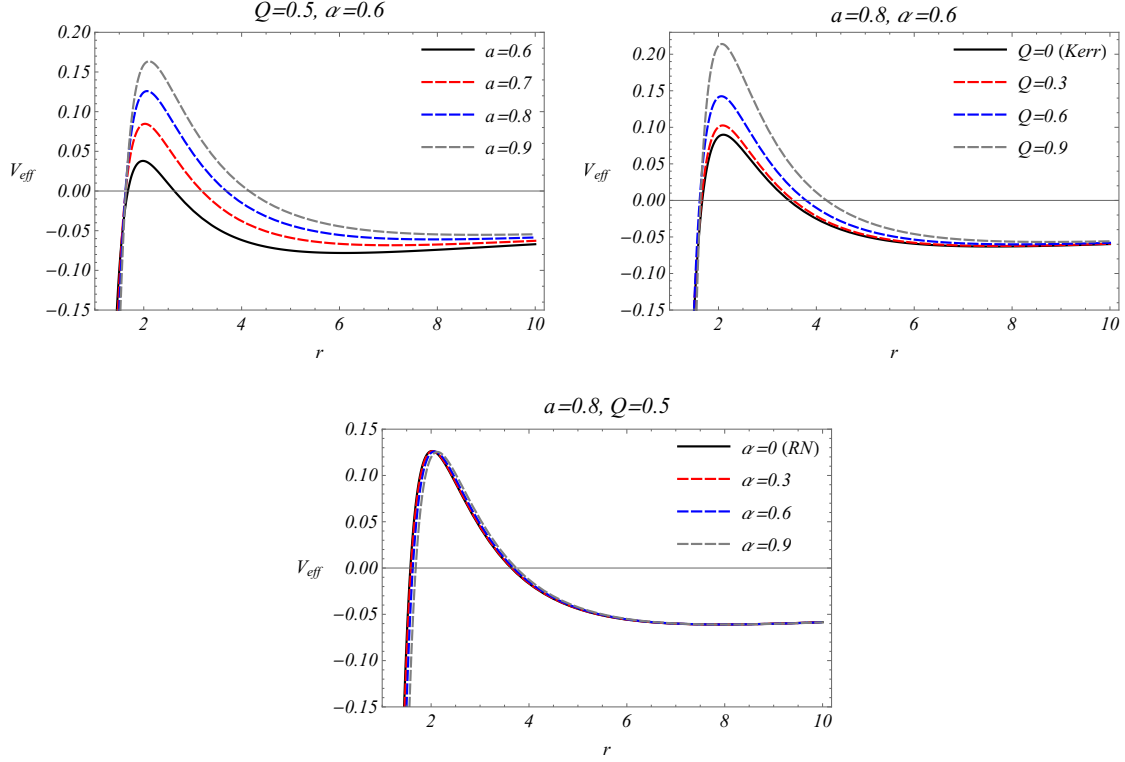 Q=0.5, α=0.6
0.20
0.15
0.10
0.05
0.00
-0.05
-0.10
-0.15
V_eff
2
4
6
8
10
r
a=0.6
a=0.7
a=0.8
a=0.9
a=0.8, α=0.6
0.20
0.15
0.10
0.05
0.00
-0.05
-0.10
-0.15
V_eff
2
4
6
8
10
r
Q=0 (Kerr)
Q=0.3
Q=0.6
Q=0.9
a=0.8, Q=0.5
0.15
0.10
0.05
0.00
-0.05
-0.10
-0.15
V_eff
2
4
6
8
10
r
α=0 (RN)
α=0.3
α=0.6
α=0.9